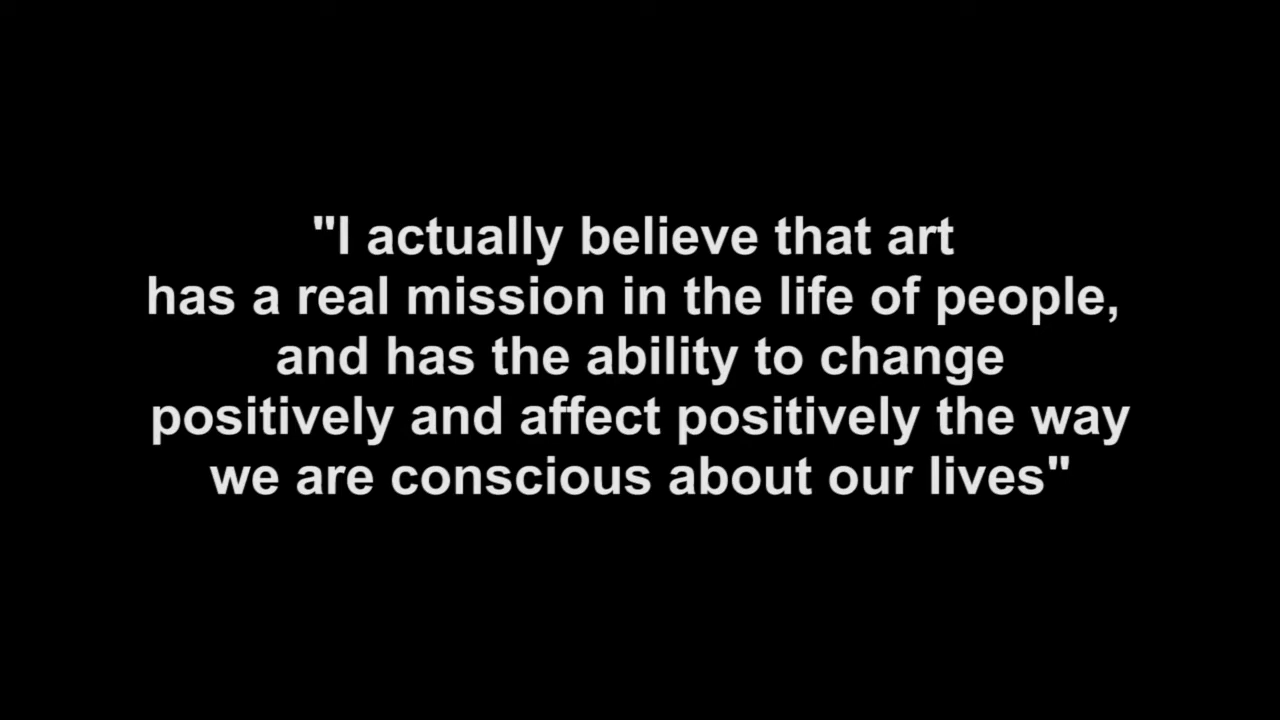 "I actually believe that art
has a real mission in the life of people,
and has the ability to change
positively and affect positively the way
we are conscious about our lives"